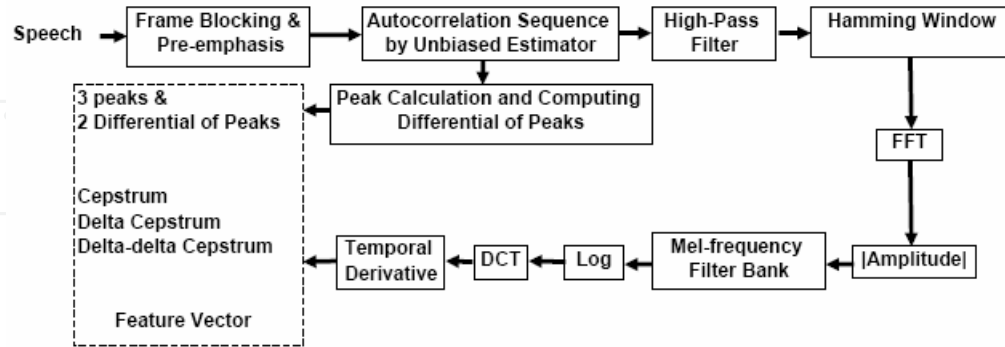 Speech
Frame Blocking &
Pre-emphasis
Autocorrelation Sequence
by Unbiased Estimator
High-Pass
Filter
Hamming Window
3 peaks &
2 Differential of Peaks
Peak Calculation and Computing
Differential of Peaks
FFT
Cepstrum
Delta Cepstrum
Delta-delta Cepstrum
Temporal
Derivative
DCT
Log
Mel-frequency
Filter Bank
|Amplitude|
Feature Vector